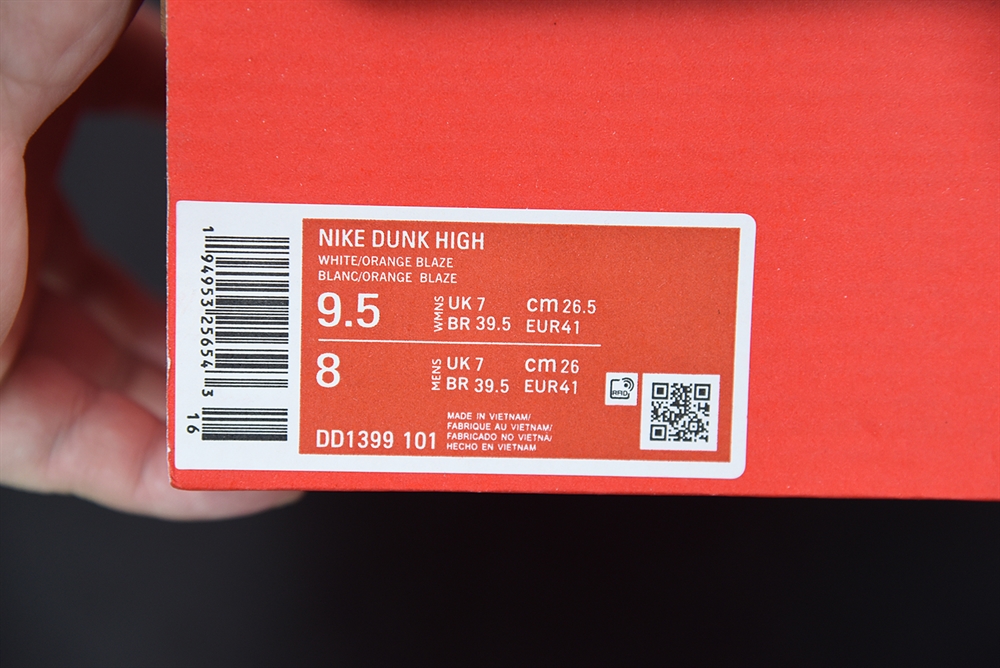 1 94953 25654 3
16
NIKE DUNK HIGH
WHITE/ORANGE BLAZE
BLANC/ORANGE BLAZE
9.5 WMNS UK 7 cm 26.5
BR 39.5 EUR41
8 MENS UK 7 cm 26
BR 39.5 EUR41
RFID
MADE IN VIETNAM/
FABRIQUE AU VIETNAM/
FABRICADO NO VIETNA/
HECHO EN VIETNAM
DD1399 101